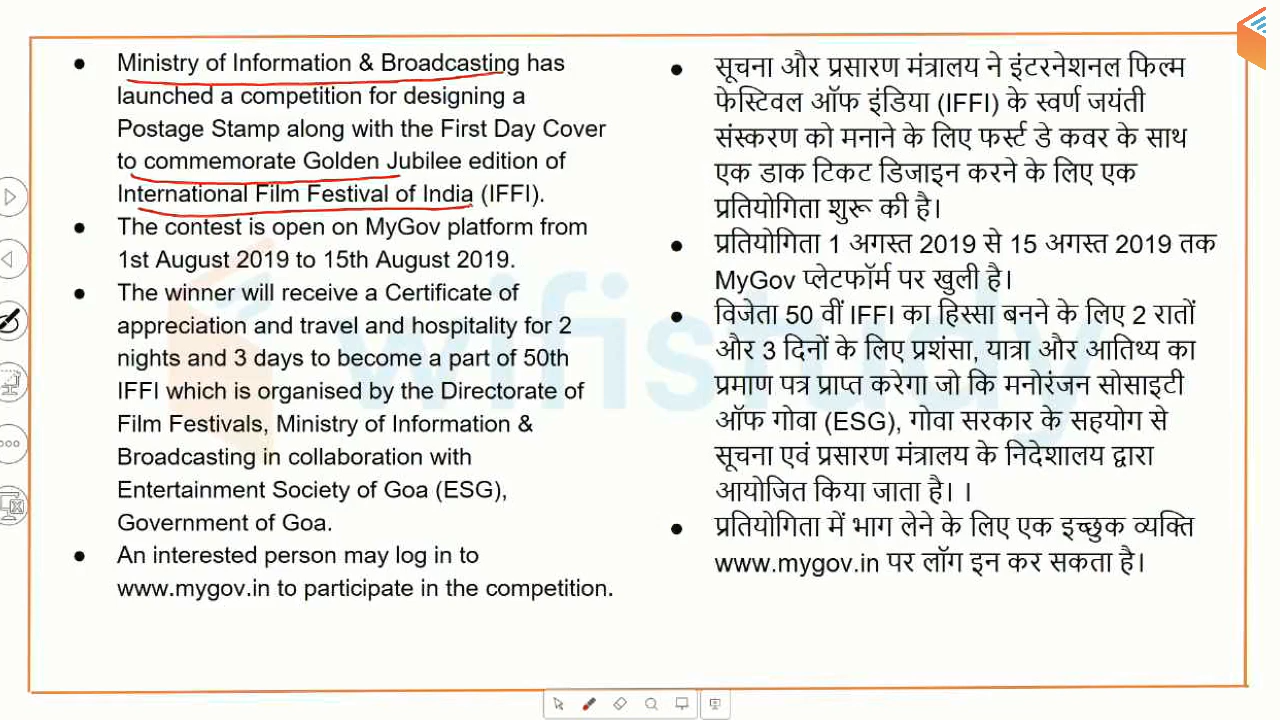 Ministry of Information & Broadcasting has
launched a competition for designing a
Postage Stamp along with the First Day Cover
to commemorate Golden Jubilee edition of
International Film Festival of India (IFFI).
The contest is open on MyGov platform from
1st August 2019 to 15th August 2019.
The winner will receive a Certificate of
appreciation and travel and hospitality for 2
nights and 3 days to become a part of 50th
IFFI which is organised by the Directorate of
Film Festivals, Ministry of Information &
Broadcasting in collaboration with
Entertainment Society of Goa (ESG),
Government of Goa.
An interested person may log in to
www.mygov.in to participate in the competition.
सूचना और प्रसारण मंत्रालय ने इंटरनेशनल फिल्म
फेस्टिवल ऑफ इंडिया (IFFI) के स्वर्ण जयंती
संस्करण को मनाने के लिए फर्स्ट डे कवर के साथ
एक डाक टिकट डिजाइन करने के लिए एक
प्रतियोगिता शुरू की है।
प्रतियोगिता 1 अगस्त 2019 से 15 अगस्त 2019 तक
MyGov प्लेटफॉर्म पर खुली है।
विजेता 50 वीं IFFI का हिस्सा बनने के लिए 2 रातों
और 3 दिनों के लिए प्रशंसा, यात्रा और आतिथ्य का
प्रमाण पत्र प्राप्त करेगा जो कि मनोरंजन सोसाइटी
ऑफ गोवा (ESG), गोवा सरकार के सहयोग से
सूचना एवं प्रसारण मंत्रालय के निदेशालय द्वारा
आयोजित किया जाता है। ।
प्रतियोगिता में भाग लेने के लिए एक इच्छुक व्यक्ति
www.mygov.in पर लॉग इन कर सकता है।
wifistudy